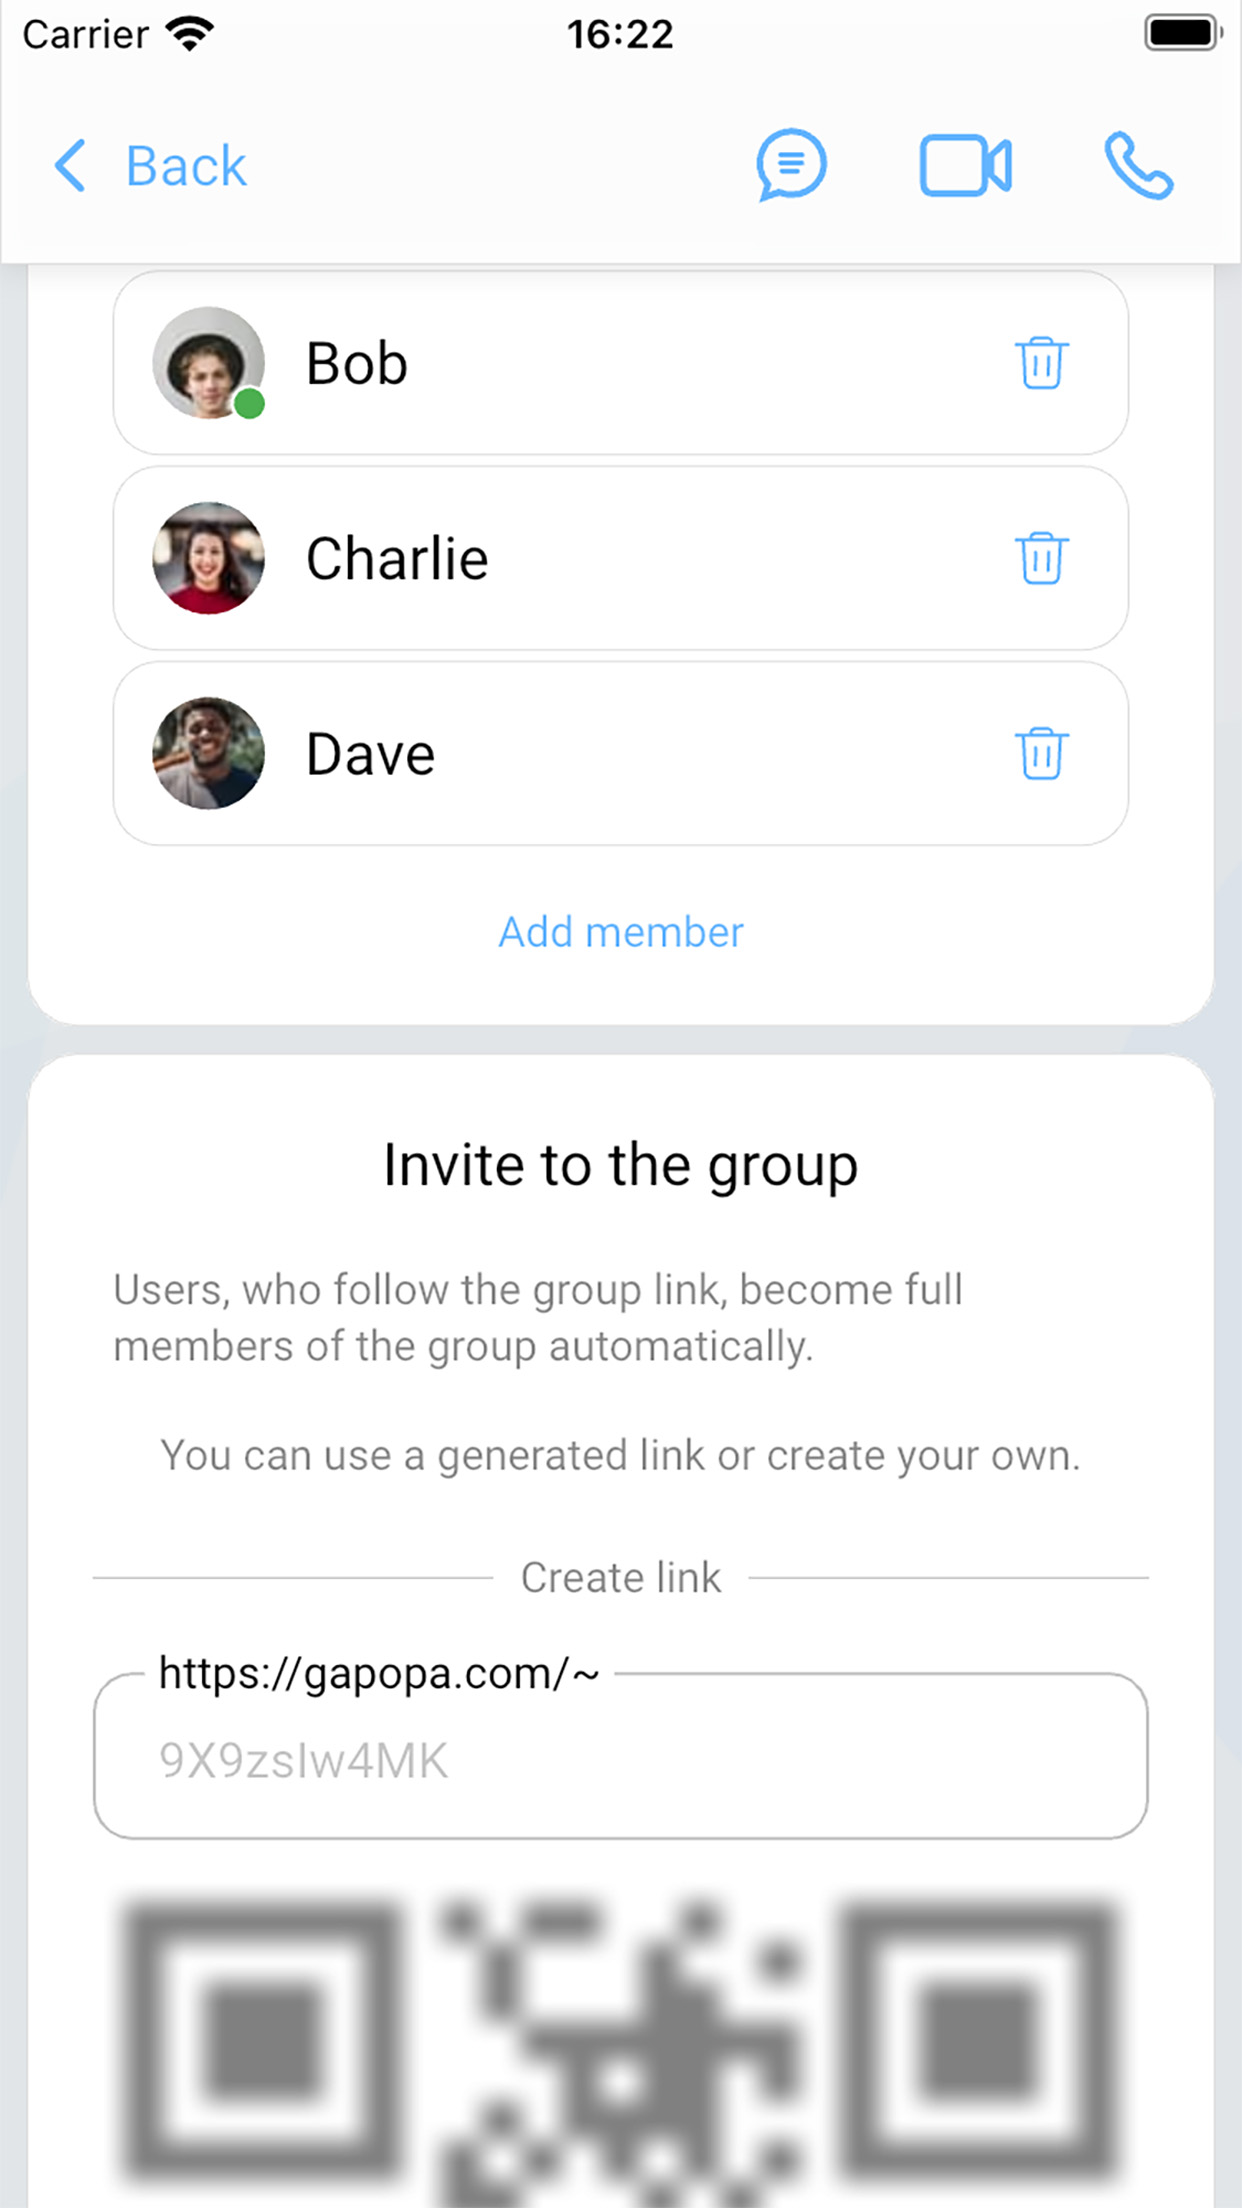 Carrier 16:22
Back
Bob
Charlie
Dave
Add member
Invite to the group
Users, who follow the group link, become full
members of the group automatically.
You can use a generated link or create your own.
Create link
https://gapopa.com/~
9X9zslw4MK